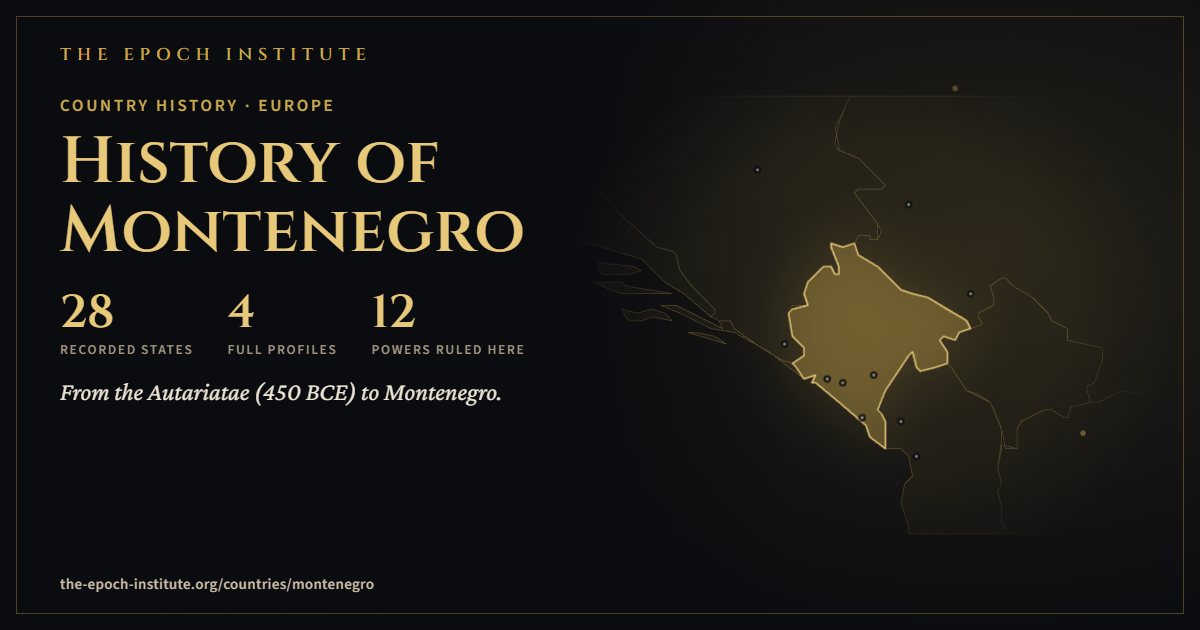 THE EPOCH INSTITUTE
COUNTRY HISTORY · EUROPE
HISTORY OF
MONTENEGRO
28 4 12
RECORDED STATES FULL PROFILES POWERS RULED HERE
From the Autariatae (450 BCE) to Montenegro.
the-epoch-institute.org/countries/montenegro